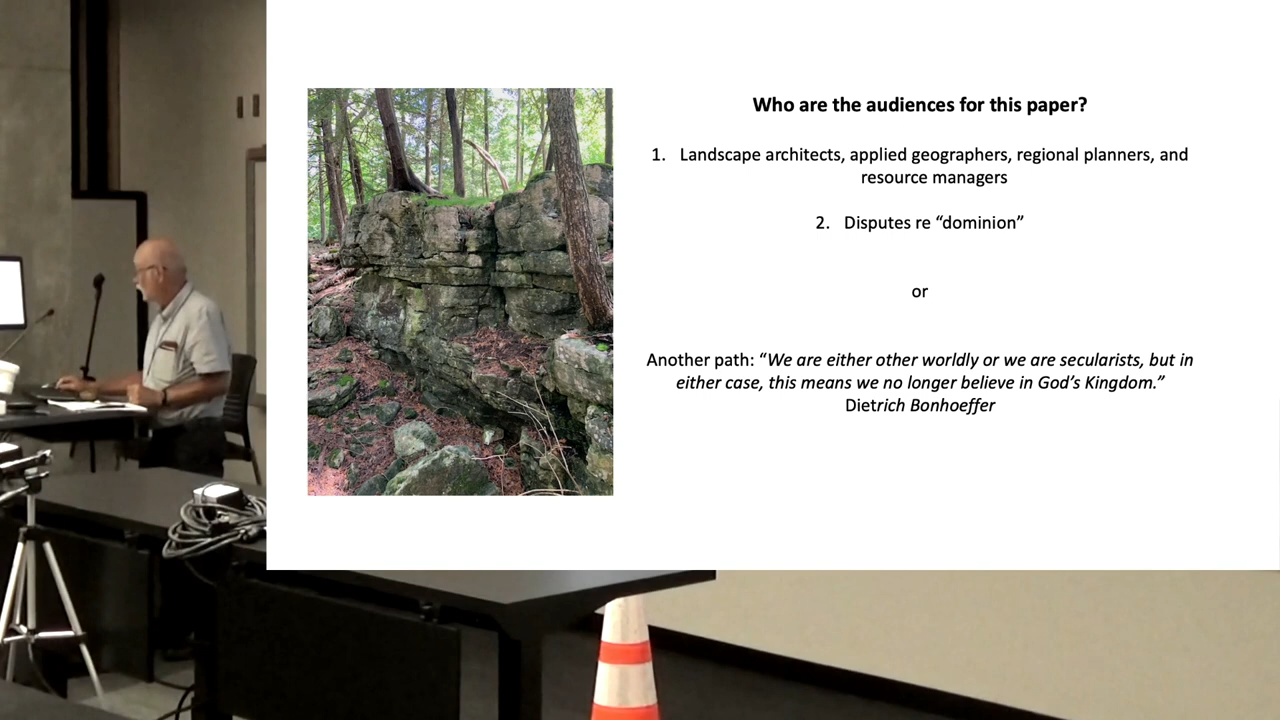 Who are the audiences for this paper?
1. Landscape architects, applied geographers, regional planners, and
resource managers
2. Disputes re “dominion”
or
Another path: “We are either other worldly or we are secularists, but in
either case, this means we no longer believe in God’s Kingdom.”
Dietrich Bonhoeffer